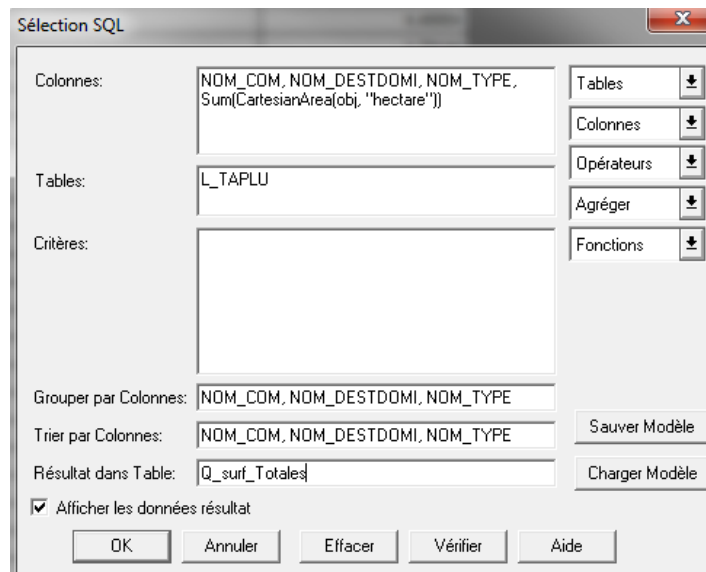 Sélection SQL
Colonnes:
NOM_COM, NOM_DESTDOMI, NOM_TYPE,
Sum(CartesianArea(obj, "hectare"))
Tables
Colonnes
Opérateurs
Agréger
Fonctions
Tables:
L_TAPLU
Critères:
Grouper par Colonnes: NOM_COM, NOM_DESTDOMI, NOM_TYPE
Trier par Colonnes: NOM_COM, NOM_DESTDOMI, NOM_TYPE
Sauver Modèle
Résultat dans Table: Q_surf_Totales
Charger Modèle
Afficher les données résultat
OK Annuler Effacer Vérifier Aide